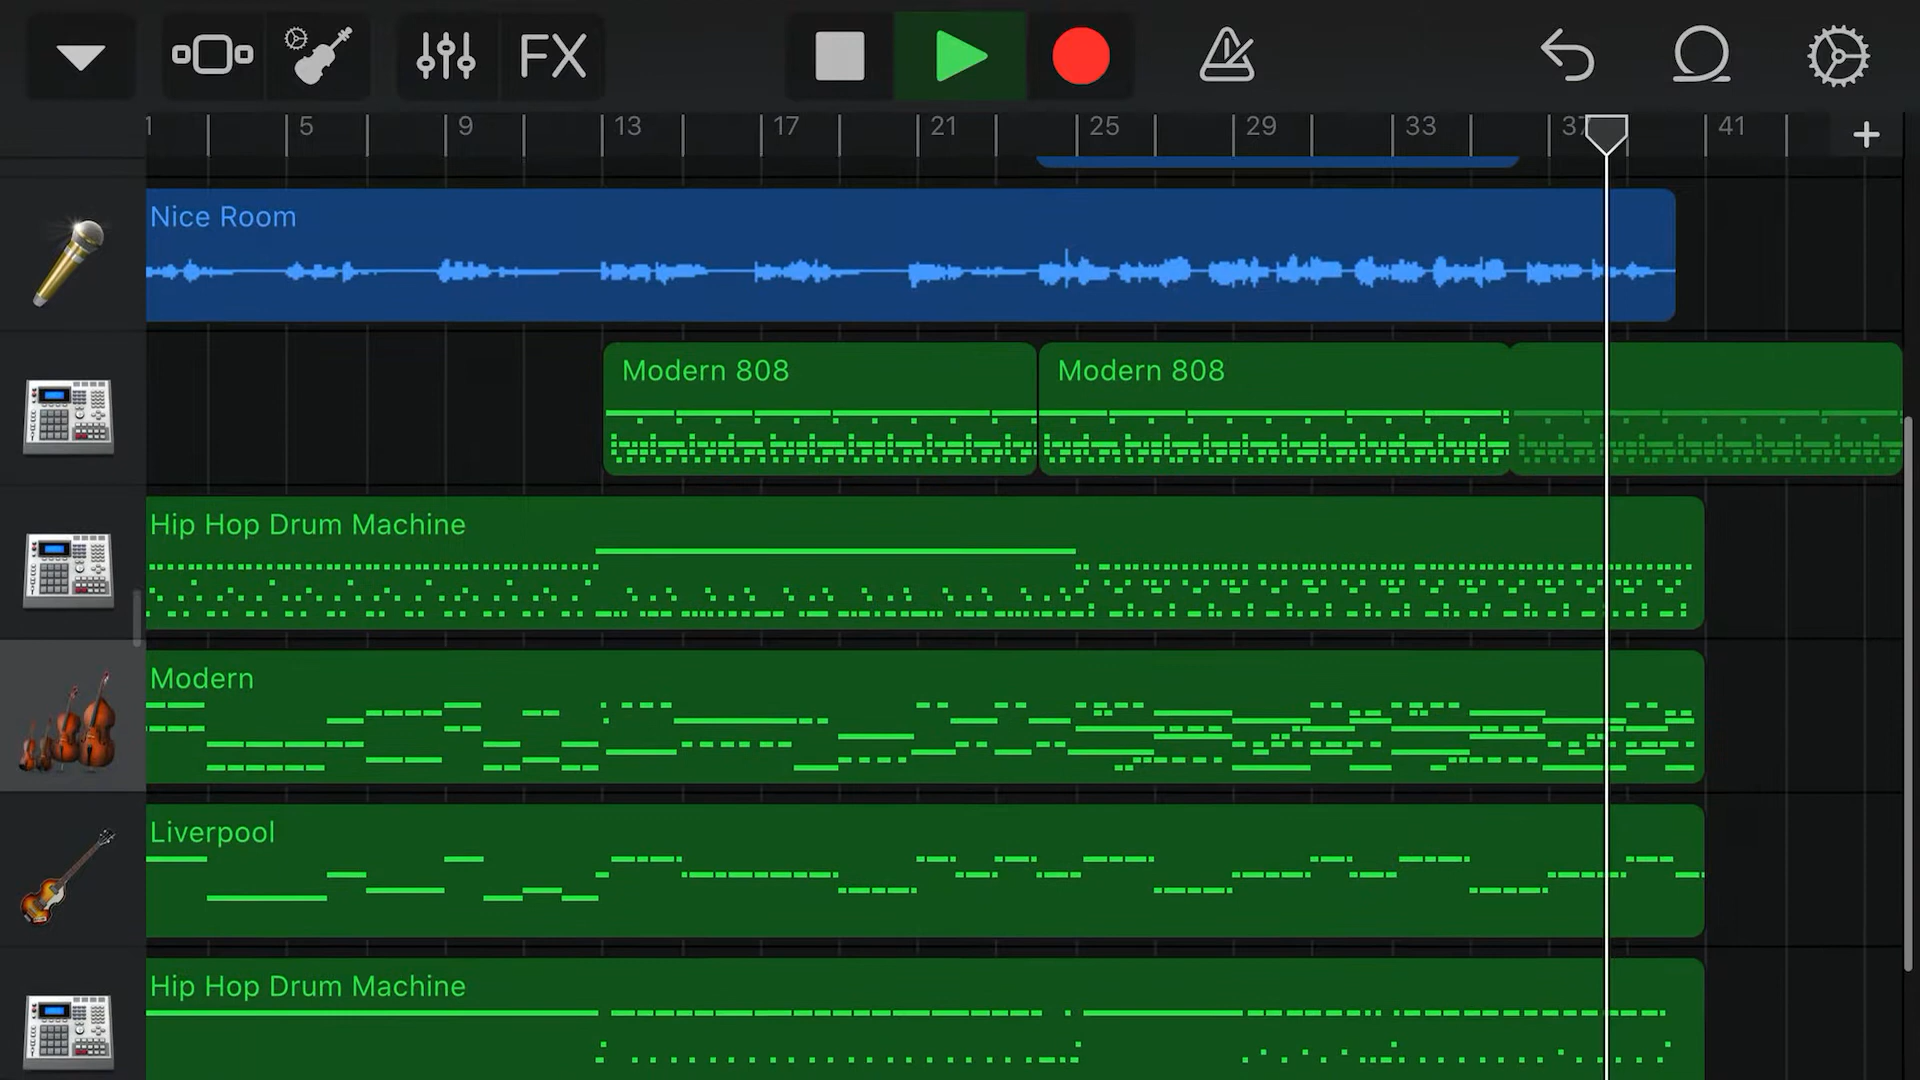 FX
1 5 9 13 17 21 25 29 33 37 41
Nice Room
Modern 808 Modern 808
Hip Hop Drum Machine
Modern
Liverpool
Hip Hop Drum Machine